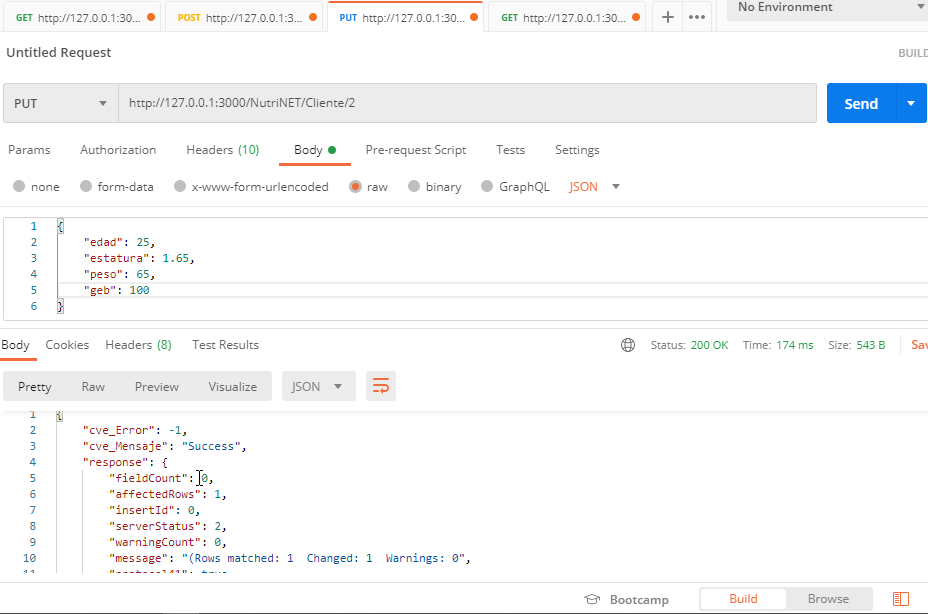 GET http://127.0.0.1:30... POST http://127.0.0.1:3... PUT http://127.0.0.1:30... GET http://127.0.0.1:30... + ••• No Environment
Untitled Request BUILD
PUT http://127.0.0.1:3000/NutriNET/Cliente/2 Send
Params Authorization Headers (10) Body Pre-request Script Tests Settings
none form-data x-www-form-urlencoded raw binary GraphQL JSON
1 {
2 "edad": 25,
3 "estatura": 1.65,
4 "peso": 65,
5 "geb": 100
6 }
Body Cookies Headers (8) Test Results Status: 200 OK Time: 174 ms Size: 543 B Sav
Pretty Raw Preview Visualize JSON
1 {
2 "cve_Error": -1,
3 "cve_Mensaje": "Success",
4 "response": {
5 "fieldCount": 0,
6 "affectedRows": 1,
7 "insertId": 0,
8 "serverStatus": 2,
9 "warningCount": 0,
10 "message": "(Rows matched: 1  Changed: 1  Warnings: 0",
11 "protocol41": true
Bootcamp Build Browse